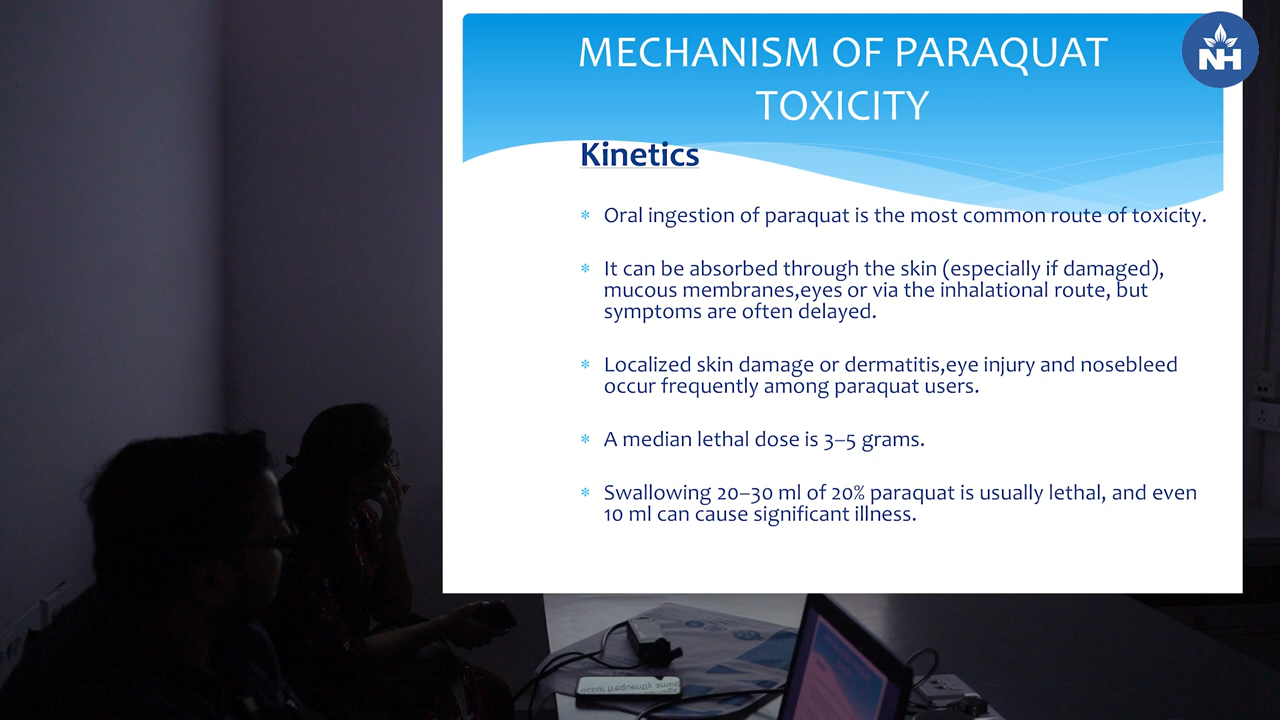 MECHANISM OF PARAQUAT
TOXICITY
NH
Kinetics
* Oral ingestion of paraquat is the most common route of toxicity.
* It can be absorbed through the skin (especially if damaged),
mucous membranes,eyes or via the inhalational route, but
symptoms are often delayed.
* Localized skin damage or dermatitis,eye injury and nosebleed
occur frequently among paraquat users.
* A median lethal dose is 3–5 grams.
* Swallowing 20–30 ml of 20% paraquat is usually lethal, and even
10 ml can cause significant illness.
occur frequently amo